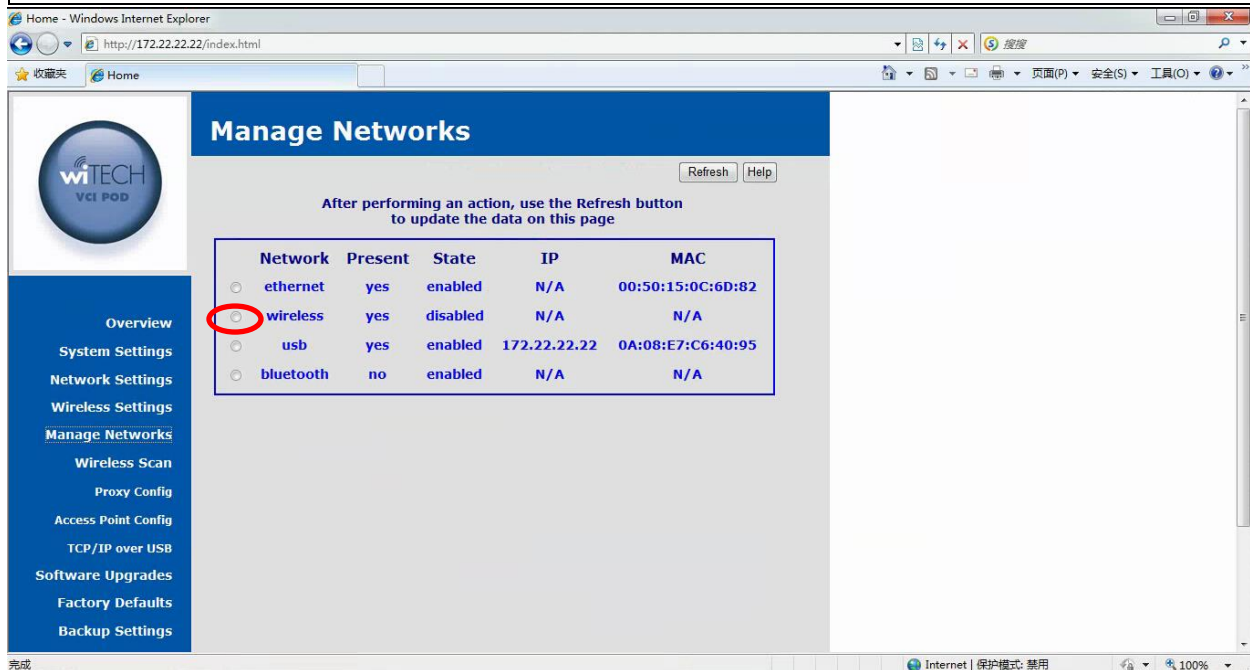 Home - Windows Internet Explorer
http://172.22.22.22/index.html
搜搜
收藏夹 Home 页面(P) 安全(S) 工具(O)
wiTECH
VCI POD
Manage Networks
Refresh Help
After performing an action, use the Refresh button
to update the data on this page
Network Present State IP MAC
ethernet yes enabled N/A 00:50:15:0C:6D:82
wireless yes disabled N/A N/A
usb yes enabled 172.22.22.22 0A:08:E7:C6:40:95
bluetooth no enabled N/A N/A
Overview
System Settings
Network Settings
Wireless Settings
Manage Networks
Wireless Scan
Proxy Config
Access Point Config
TCP/IP over USB
Software Upgrades
Factory Defaults
Backup Settings
完成 Internet | 保护模式: 禁用 100%